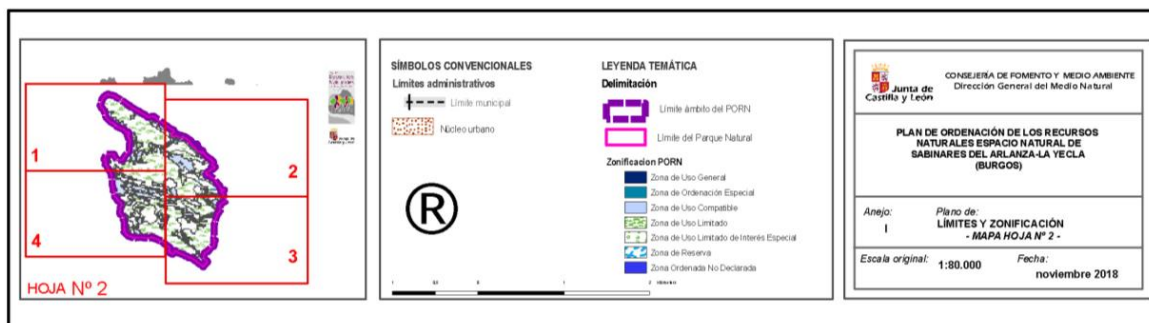 1
2
3
4
HOJA Nº 2
SÍMBOLOS CONVENCIONALES
Límites administrativos
Límite municipal
Núcleo urbano
®
LEYENDA TEMÁTICA
Delimitación
Límite ámbito del PORN
Límite del Parque Natural
Zonificacion PORN
Zona de Uso General
Zona de Ordenación Especial
Zona de Uso Compatible
Zona de Uso Limitado
Zona de Uso Limitado de Interés Especial
Zona de Reserva
Zona Ordenada No Declarada
Junta de
Castilla y León
CONSEJERÍA DE FOMENTO Y MEDIO AMBIENTE
Dirección General del Medio Natural
PLAN DE ORDENACIÓN DE LOS RECURSOS
NATURALES ESPACIO NATURAL DE
SABINARES DEL ARLANZA-LA YECLA
(BURGOS)
Anejo:
I
Plano de:
LÍMITES Y ZONIFICACIÓN
- MAPA HOJA Nº 2 -
Escala original: 1:80.000
Fecha:
noviembre 2018